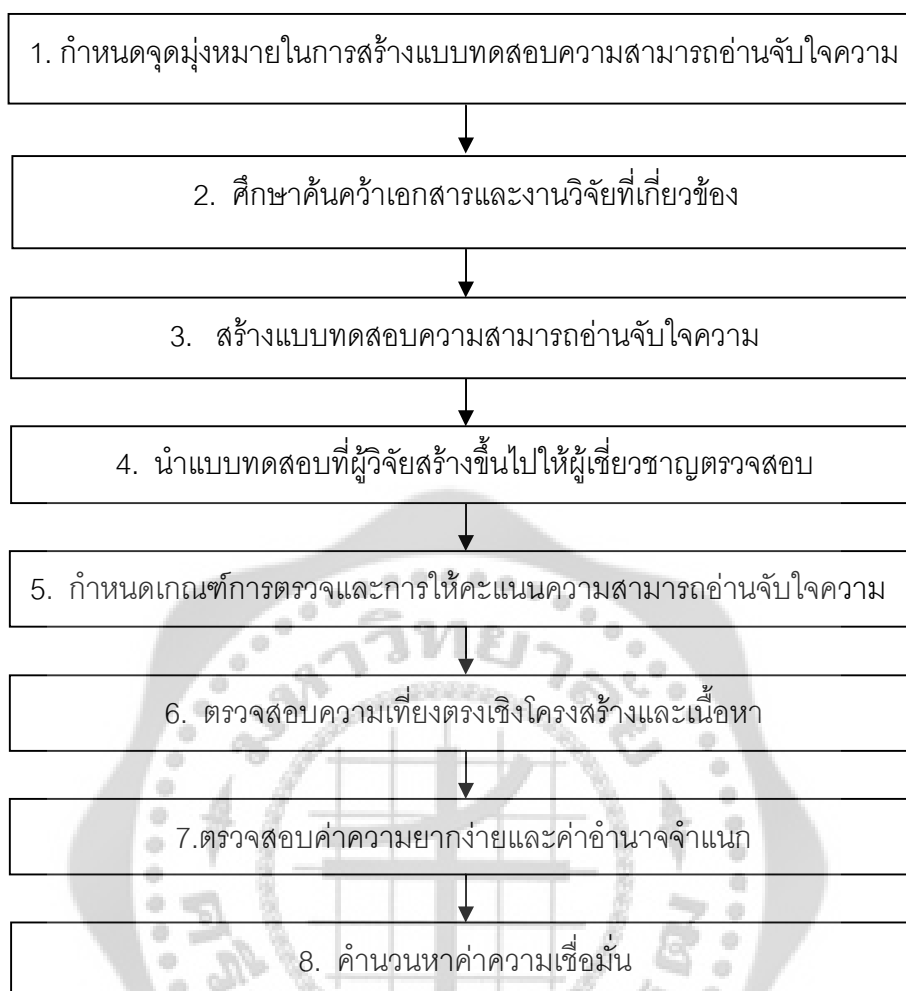 1. กำหนดจุดมุ่งหมายในการสร้างแบบทดสอบความสามารถอ่านจับใจความ
2. ศึกษาค้นคว้าเอกสารและงานวิจัยที่เกี่ยวข้อง
3. สร้างแบบทดสอบความสามารถอ่านจับใจความ
4. นำแบบทดสอบที่ผู้วิจัยสร้างขึ้นไปให้ผู้เชี่ยวชาญตรวจสอบ
5. กำหนดเกณฑ์การตรวจและการให้คะแนนความสามารถอ่านจับใจความ
มหาวิทยาลัย
6. ตรวจสอบความเที่ยงตรงเชิงโครงสร้างและเนื้อหา
7.ตรวจสอบค่าความยากง่ายและค่าอำนาจจำแนก
8. คำนวนหาค่าความเชื่อมั่น